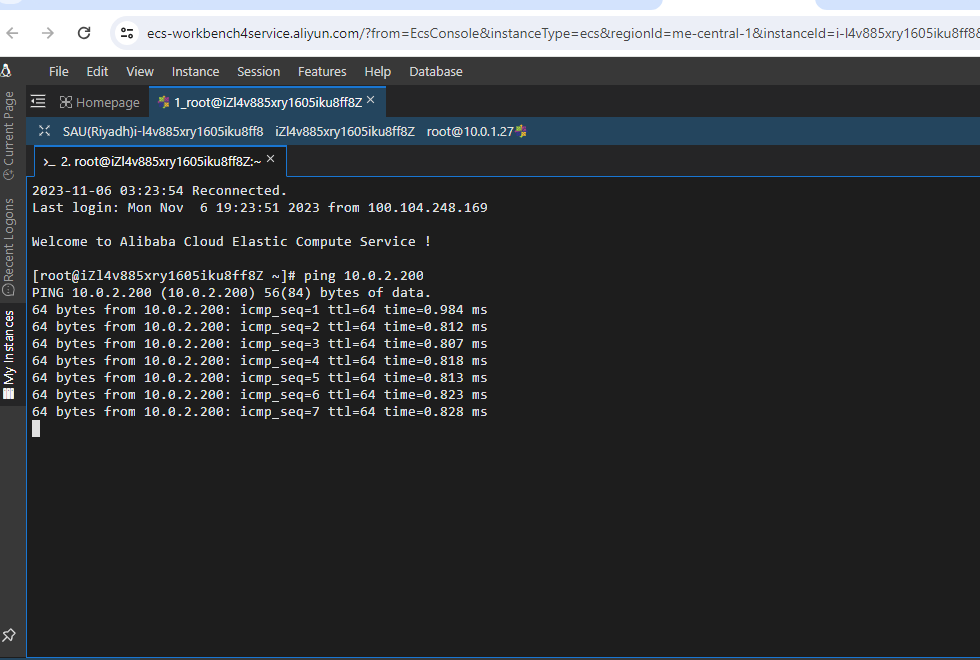 ecs-workbench4service.aliyun.com/?from=EcsConsole&instanceType=ecs&regionId=me-central-1&instanceId=i-l4v885xry1605iku8ff8
File Edit View Instance Session Features Help Database
Homepage 1_root@iZl4v885xry1605iku8ff8Z
SAU(Riyadh)i-l4v885xry1605iku8ff8 iZl4v885xry1605iku8ff8Z root@10.0.1.27
Current Page
Recent Logons
My Instances
>_ 2. root@iZl4v885xry1605iku8ff8Z:~
2023-11-06 03:23:54 Reconnected.
Last login: Mon Nov  6 19:23:51 2023 from 100.104.248.169
Welcome to Alibaba Cloud Elastic Compute Service !
[root@iZl4v885xry1605iku8ff8Z ~]# ping 10.0.2.200
PING 10.0.2.200 (10.0.2.200) 56(84) bytes of data.
64 bytes from 10.0.2.200: icmp_seq=1 ttl=64 time=0.984 ms
64 bytes from 10.0.2.200: icmp_seq=2 ttl=64 time=0.812 ms
64 bytes from 10.0.2.200: icmp_seq=3 ttl=64 time=0.807 ms
64 bytes from 10.0.2.200: icmp_seq=4 ttl=64 time=0.818 ms
64 bytes from 10.0.2.200: icmp_seq=5 ttl=64 time=0.813 ms
64 bytes from 10.0.2.200: icmp_seq=6 ttl=64 time=0.823 ms
64 bytes from 10.0.2.200: icmp_seq=7 ttl=64 time=0.828 ms